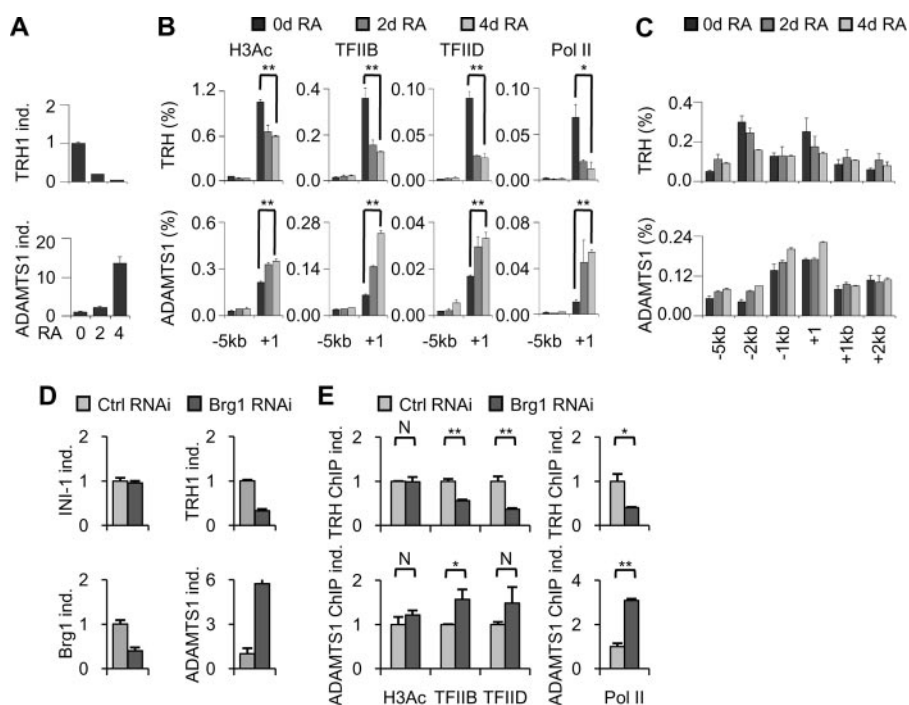 A
B
C
0d RA 2d RA 4d RA
0d RA 2d RA 4d RA
H3Ac TFIIB TFIID Pol II
** ** ** *
TRH1 ind.
2
1
0
TRH (%)
1.2
0.6
0.0
0.4
0.2
0.0
0.10
0.05
0.00
0.10
0.05
0.00
TRH (%)
0.4
0.2
0.0
** ** ** **
ADAMTS1 ind.
20
10
0
RA 0 2 4
ADAMTS1 (%)
0.6
0.3
0.0
0.28
0.14
0.00
0.04
0.02
0.00
0.08
0.04
0.00
-5kb +1 -5kb +1 -5kb +1 -5kb +1
ADAMTS1 (%)
0.24
0.12
0.00
-5kb -2kb -1kb +1 +1kb +2kb
D
E
Ctrl RNAi Brg1 RNAi
Ctrl RNAi Brg1 RNAi
INI-1 ind.
2
1
0
TRH1 ind.
2
1
0
TRH ChIP ind.
2
1
0
N ** **
TRH ChIP ind.
2
1
0
*
Brg1 ind.
2
1
0
ADAMTS1 ind.
6
3
0
ADAMTS1 ChIP ind.
2
1
0
N * N
H3Ac TFIIB TFIID
ADAMTS1 ChIP ind.
4
2
0
**
Pol II